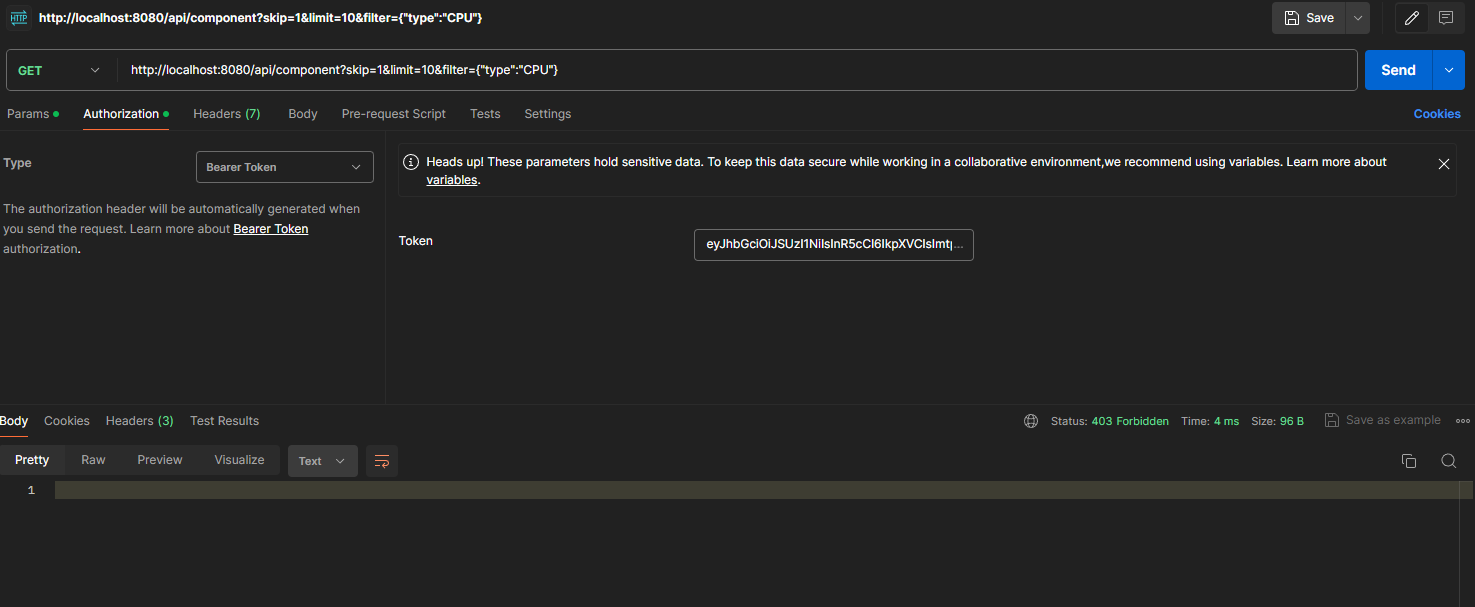 HTTP http://localhost:8080/api/component?skip=1&limit=10&filter={"type":"CPU"} Save
GET http://localhost:8080/api/component?skip=1&limit=10&filter={"type":"CPU"} Send
Params Authorization Headers (7) Body Pre-request Script Tests Settings Cookies
Type Bearer Token
The authorization header will be automatically generated when
you send the request. Learn more about Bearer Token
authorization.
Heads up! These parameters hold sensitive data. To keep this data secure while working in a collaborative environment,we recommend using variables. Learn more about
variables.
Token eyJhbGciOiJSUzI1NiIsInR5cCI6IkpXVCIsImtp...
Body Cookies Headers (3) Test Results Status: 403 Forbidden Time: 4 ms Size: 96 B Save as example
Pretty Raw Preview Visualize Text
1